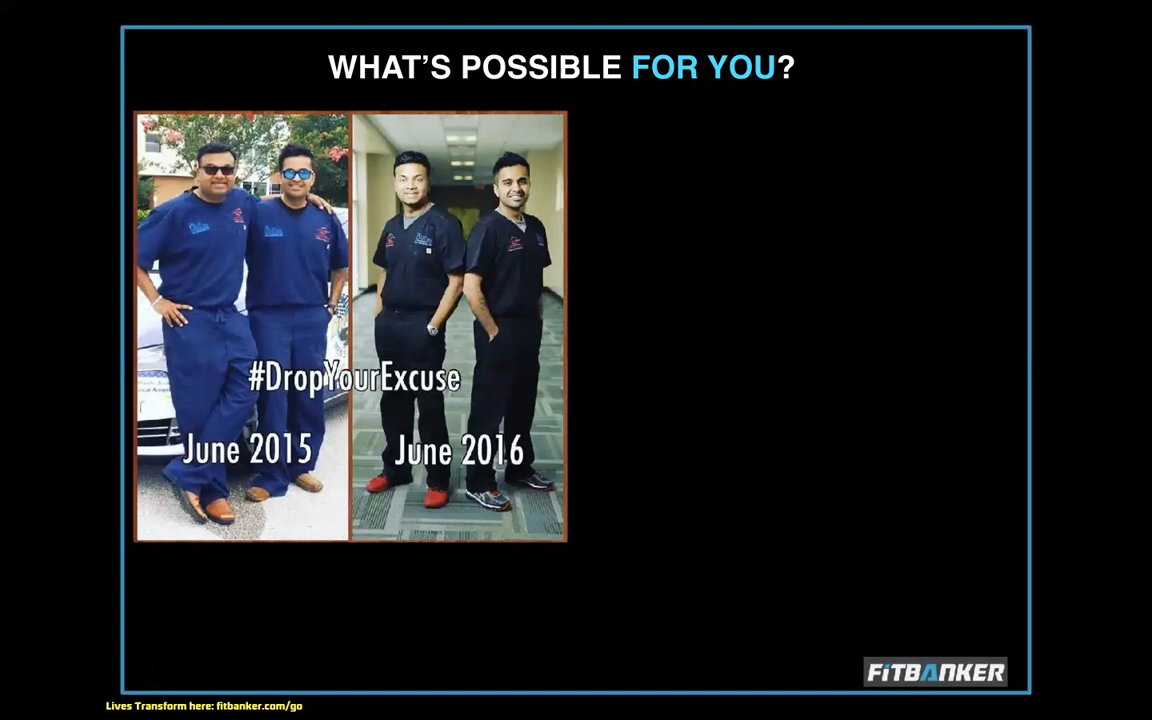 WHAT'S POSSIBLE FOR YOU?
#DropYourExcuse
June 2015
June 2016
FiTBANKER
Lives Transform here: fitbanker.com/go